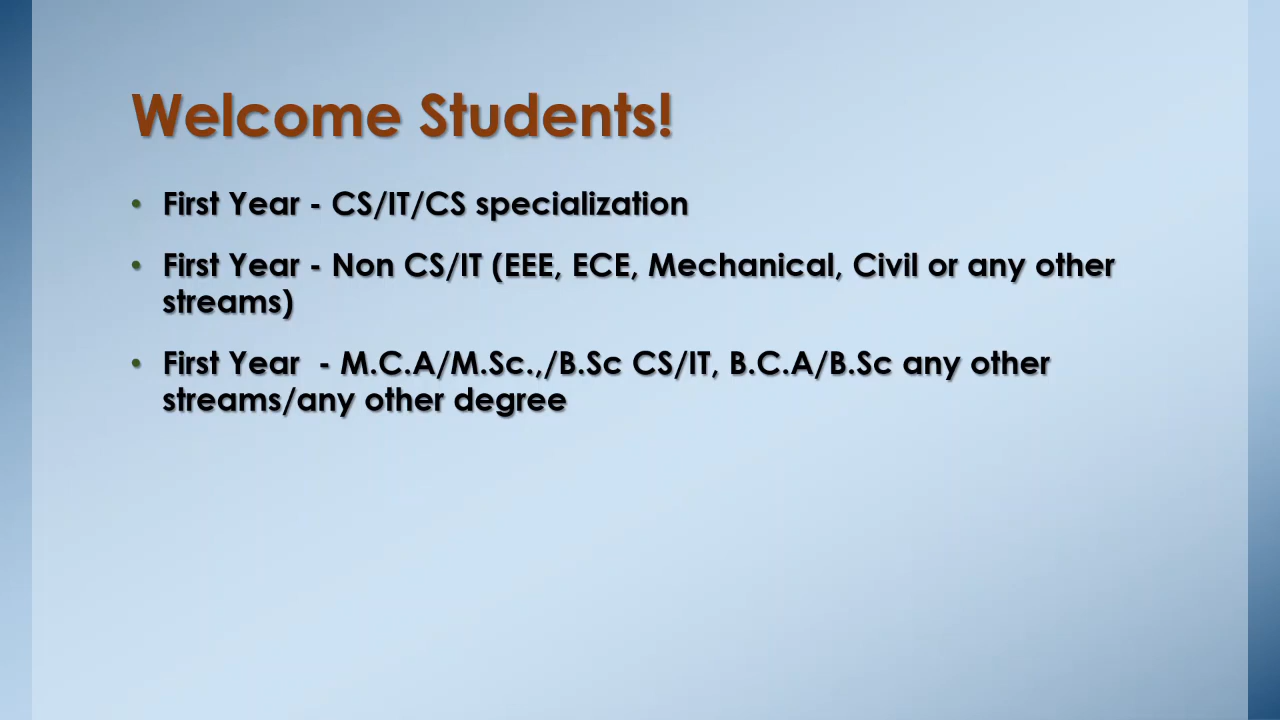 Welcome Students!
• First Year - CS/IT/CS specialization
• First Year - Non CS/IT (EEE, ECE, Mechanical, Civil or any other
streams)
• First Year  - M.C.A/M.Sc.,/B.Sc CS/IT, B.C.A/B.Sc any other
streams/any other degree